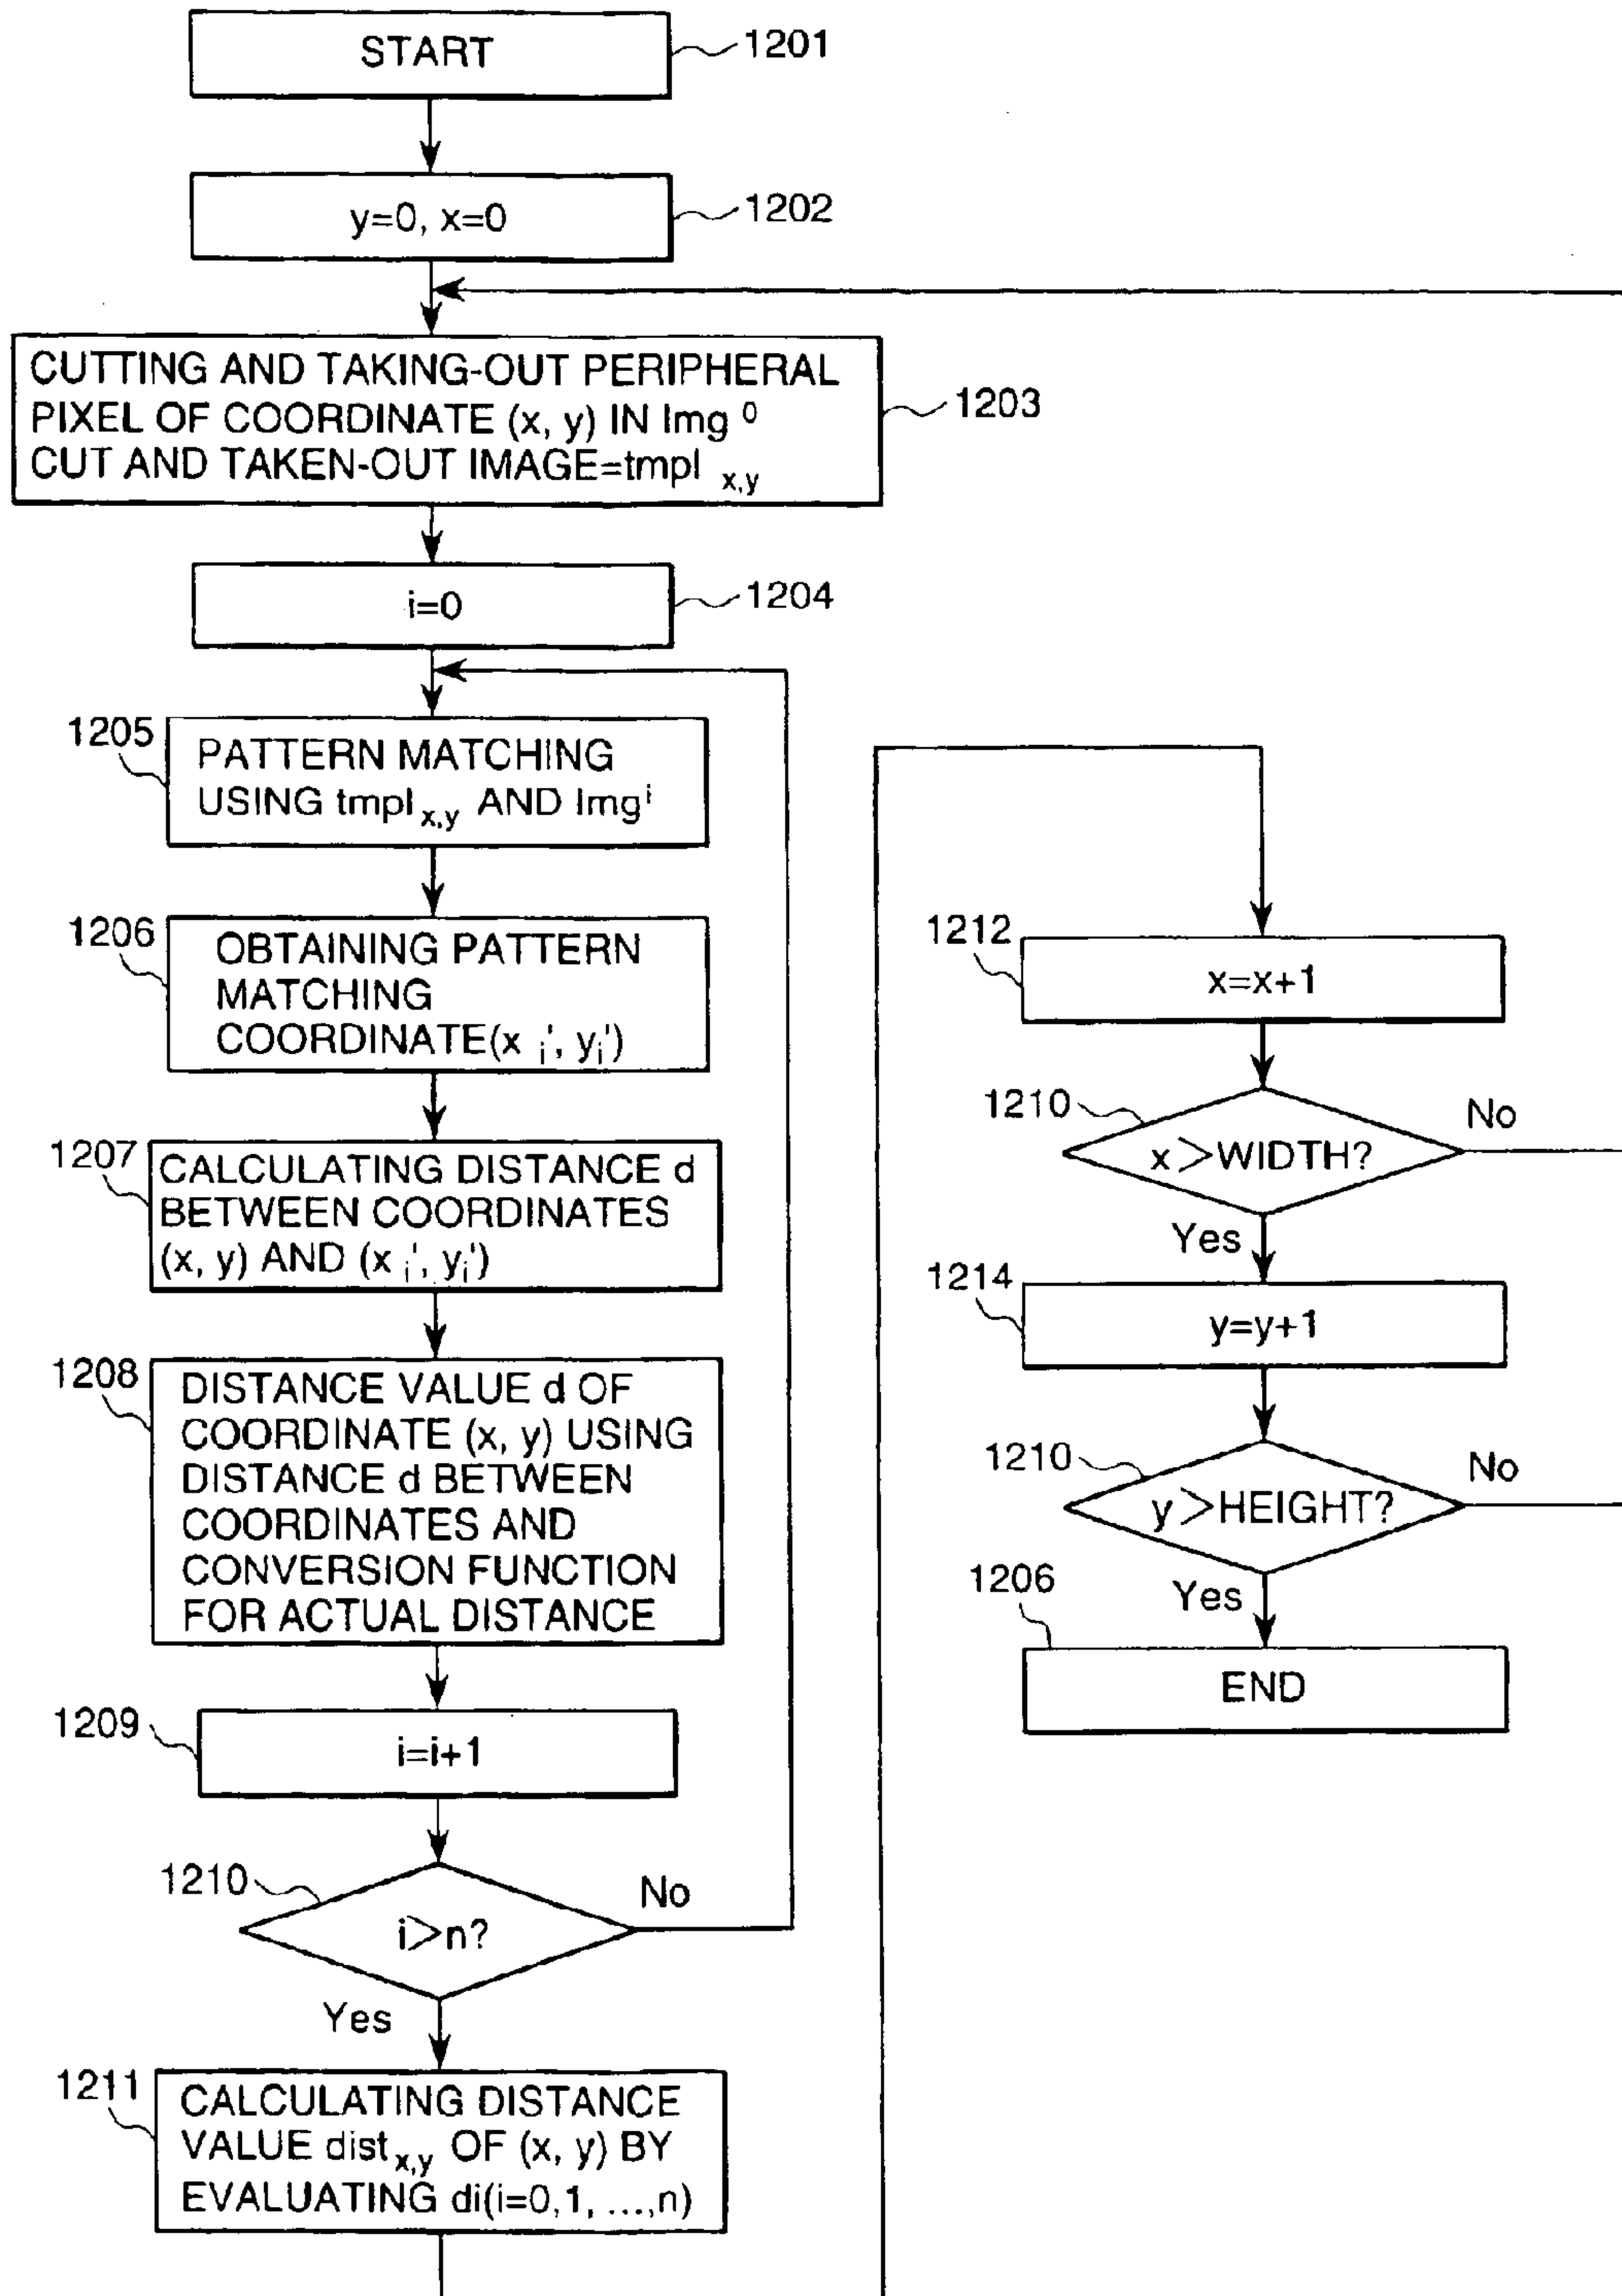 START
1201
y=0, x=0
1202
CUTTING AND TAKING-OUT PERIPHERAL
PIXEL OF COORDINATE (x, y) IN Img⁰
CUT AND TAKEN-OUT IMAGE=tmpl x,y
1203
i=0
1204
1205
PATTERN MATCHING
USING tmpl x,y AND Imgⁱ
1206
OBTAINING PATTERN
MATCHING
COORDINATE(x i', yi')
1207
CALCULATING DISTANCE d
BETWEEN COORDINATES
(x, y) AND (x i', yi')
1208
DISTANCE VALUE d OF
COORDINATE (x, y) USING
DISTANCE d BETWEEN
COORDINATES AND
CONVERSION FUNCTION
FOR ACTUAL DISTANCE
1209
i=i+1
1210
i>n?
No
Yes
1211
CALCULATING DISTANCE
VALUE dist x,y OF (x, y) BY
EVALUATING di(i=0,1, ...,n)
1212
x=x+1
1210
x>WIDTH?
No
Yes
1214
y=y+1
1210
y>HEIGHT?
No
Yes
1206
END